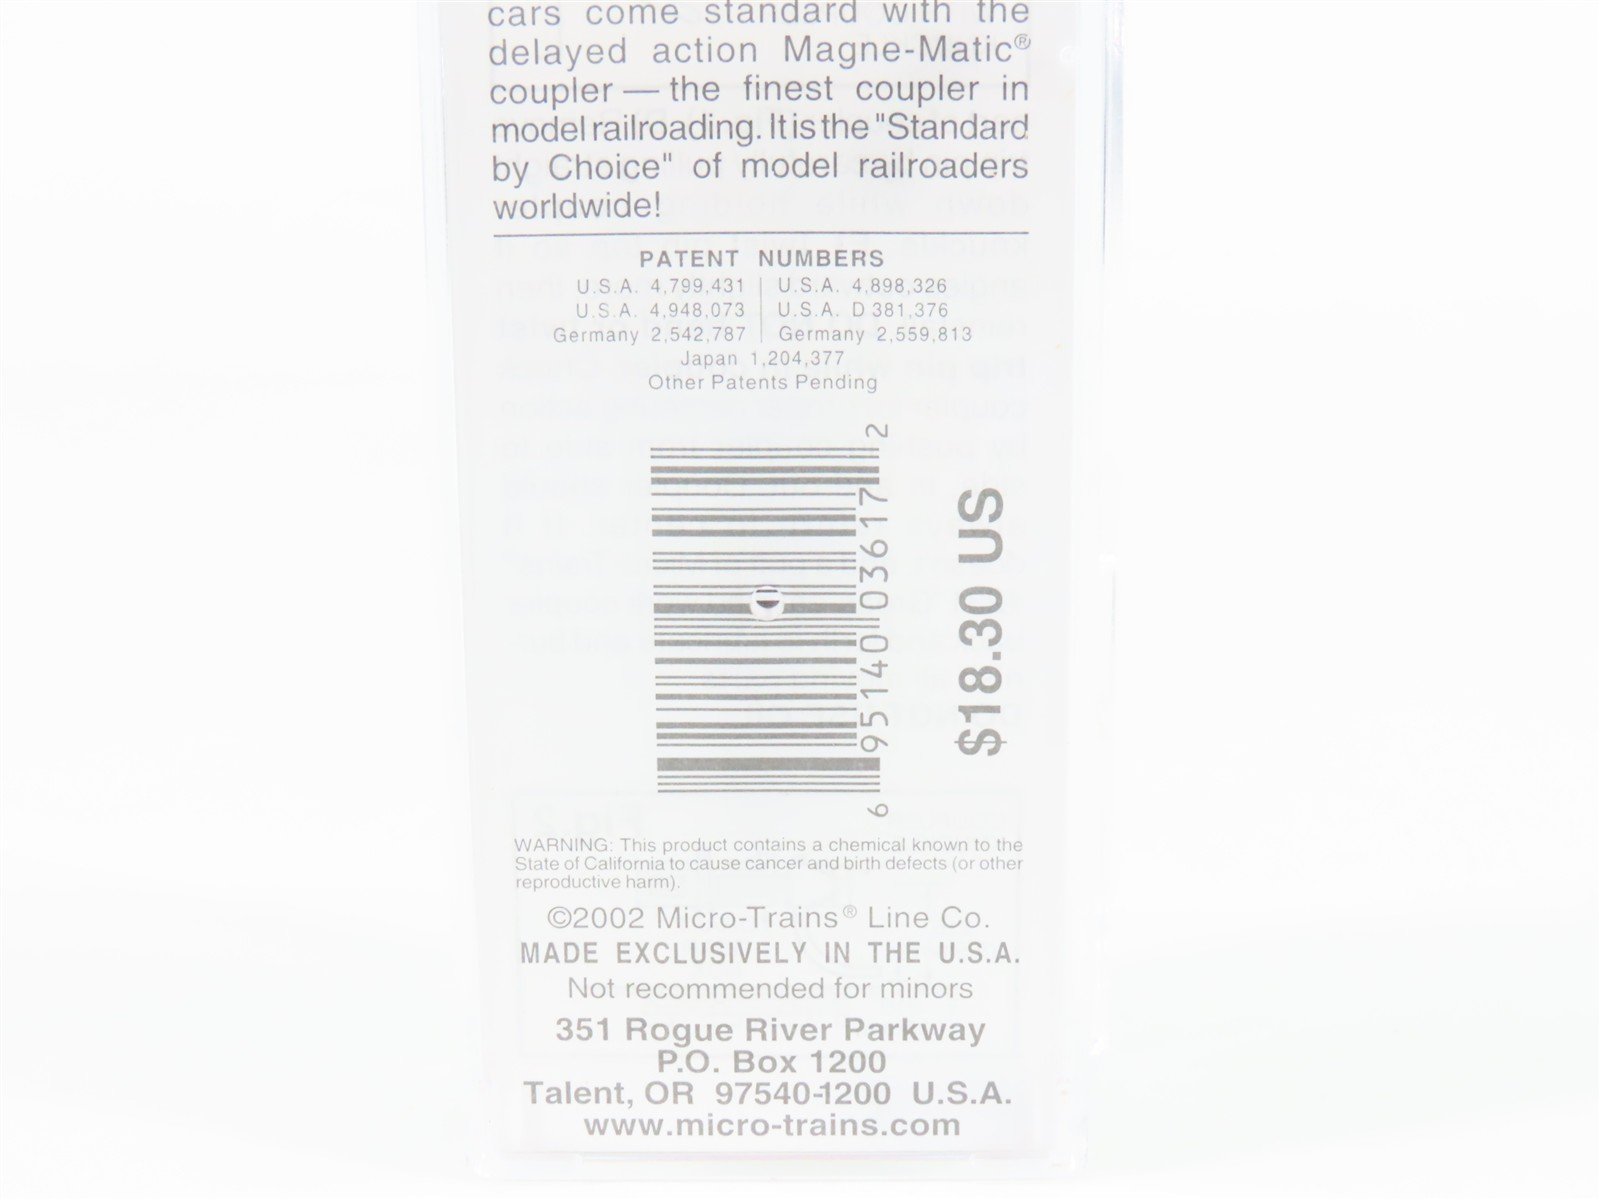 cars come standard with the
delayed action Magne-Matic®
coupler — the finest coupler in
model railroading. It is the "Standard
by Choice" of model railroaders
worldwide!
PATENT NUMBERS
U.S.A. 4,799,431 | U.S.A. 4,898,326
U.S.A. 4,948,073 | U.S.A. D 381,376
Germany 2,542,787 | Germany 2,559,813
Japan 1,204,377
Other Patents Pending
6 95140 03617 2
$18.30 US
WARNING: This product contains a chemical known to the
State of California to cause cancer and birth defects (or other
reproductive harm).
©2002 Micro-Trains® Line Co.
MADE EXCLUSIVELY IN THE U.S.A.
Not recommended for minors
351 Rogue River Parkway
P.O. Box 1200
Talent, OR 97540-1200 U.S.A.
www.micro-trains.com